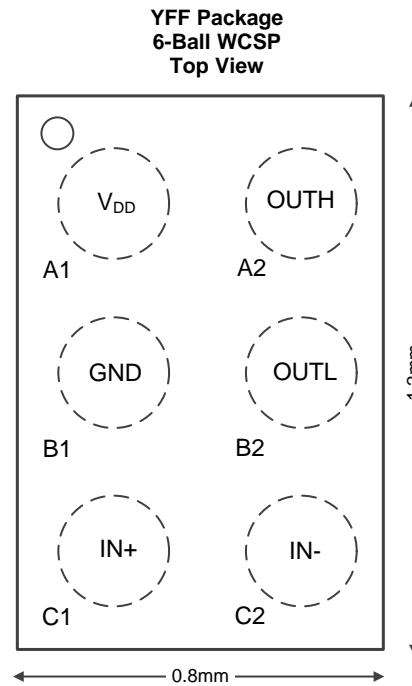 YFF Package
6-Ball WCSP
Top View
VDD
OUTH
A1
A2
GND
OUTL
B1
B2
IN+
IN-
C1
C2
0.8mm